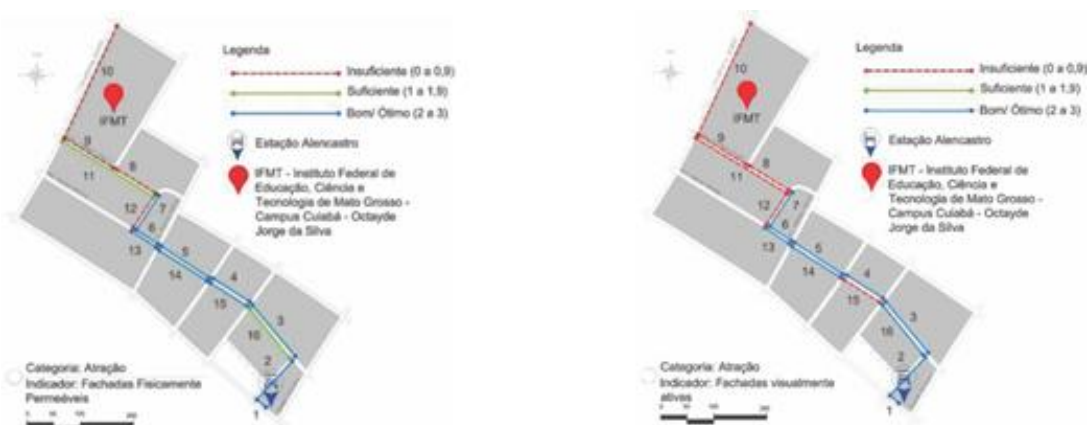 Legenda
Insuficiente (0 a 0,9)
Suficiente (1 a 1,9)
Bom/ Ótimo (2 a 3)
Estação Alencastro
IFMT - Instituto Federal de
Educação, Ciência e
Tecnologia de Mato Grosso -
Campus Cuiabá - Octayde
Jorge da Silva
10
IFMT
9
8
11
7
12
6
13
5
14
4
15
3
16
2
1
Categoria: Atração
Indicador: Fachadas Fisicamente
Permeáveis
Legenda
Insuficiente (0 a 0,9)
Suficiente (1 a 1,9)
Bom/ Ótimo (2 a 3)
Estação Alencastro
IFMT - Instituto Federal de
Educação, Ciência e
Tecnologia de Mato Grosso -
Campus Cuiabá - Octayde
Jorge da Silva
10
IFMT
9
8
11
7
12
6
13
5
14
4
15
3
16
2
1
Categoria: Atração
Indicador: Fachadas visualmente
ativas